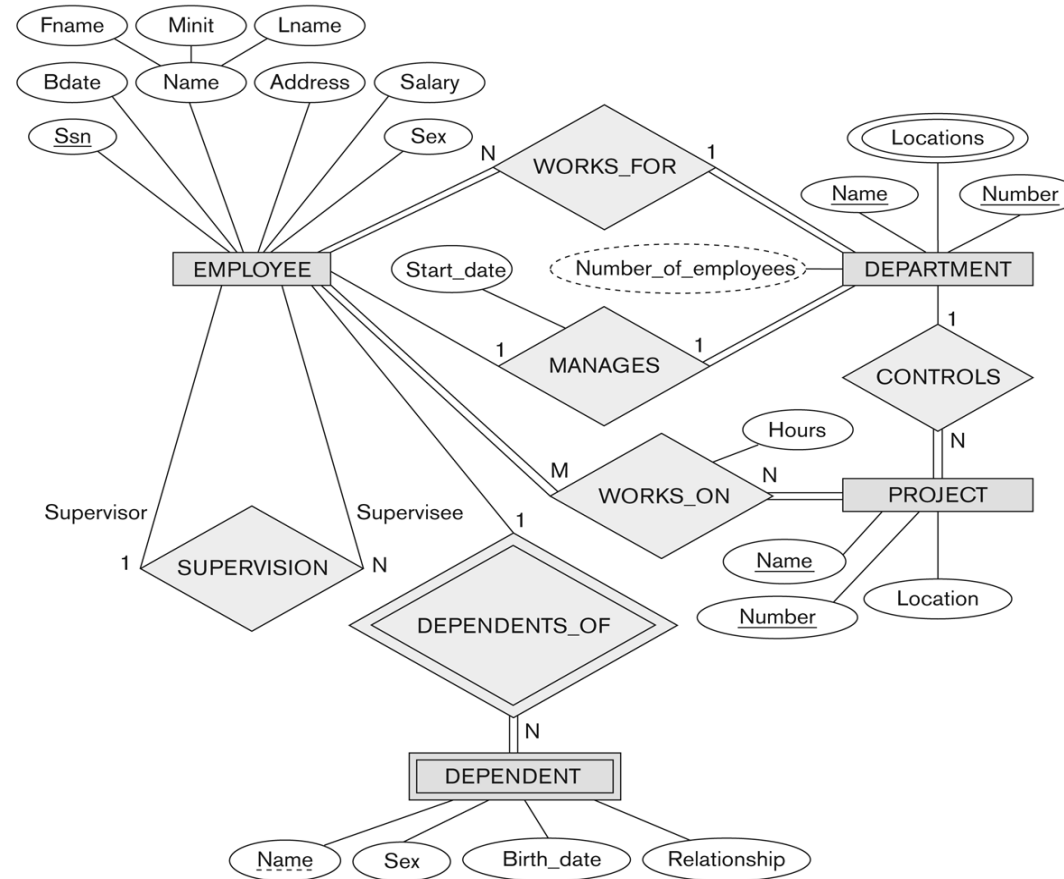 Fname
Minit
Lname
Bdate
Name
Address
Salary
Ssn
Sex
N
WORKS_FOR
1
Locations
Name
Number
EMPLOYEE
Start_date
Number_of_employees
DEPARTMENT
1
MANAGES
1
1
CONTROLS
N
Hours
M
WORKS_ON
N
PROJECT
Supervisor
Supervisee
1
SUPERVISION
N
1
Name
Number
Location
DEPENDENTS_OF
N
DEPENDENT
Name
Sex
Birth_date
Relationship